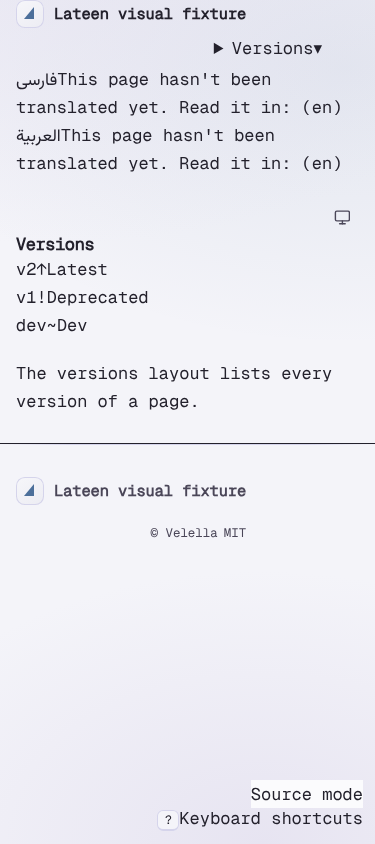 Lateen visual fixture
▶ Versions▾
فارسیThis page hasn't been
translated yet. Read it in: (en)
العربيةThis page hasn't been
translated yet. Read it in: (en)
Versions
v2↑Latest
v1!Deprecated
dev~Dev
The versions layout lists every
version of a page.
Lateen visual fixture
© Velella MIT
Source mode
?Keyboard shortcuts